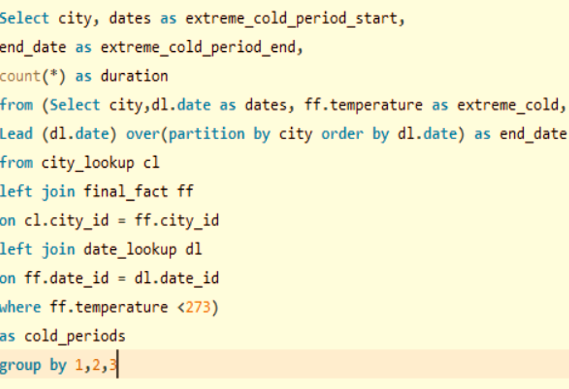 Select city, dates as extreme_cold_period_start,
end_date as extreme_cold_period_end,
count(*) as duration
from (Select city,dl.date as dates, ff.temperature as extreme_cold,
Lead (dl.date) over(partition by city order by dl.date) as end_date
from city_lookup cl
left join final_fact ff
on cl.city_id = ff.city_id
left join date_lookup dl
on ff.date_id = dl.date_id
where ff.temperature <273)
as cold_periods
group by 1,2,3